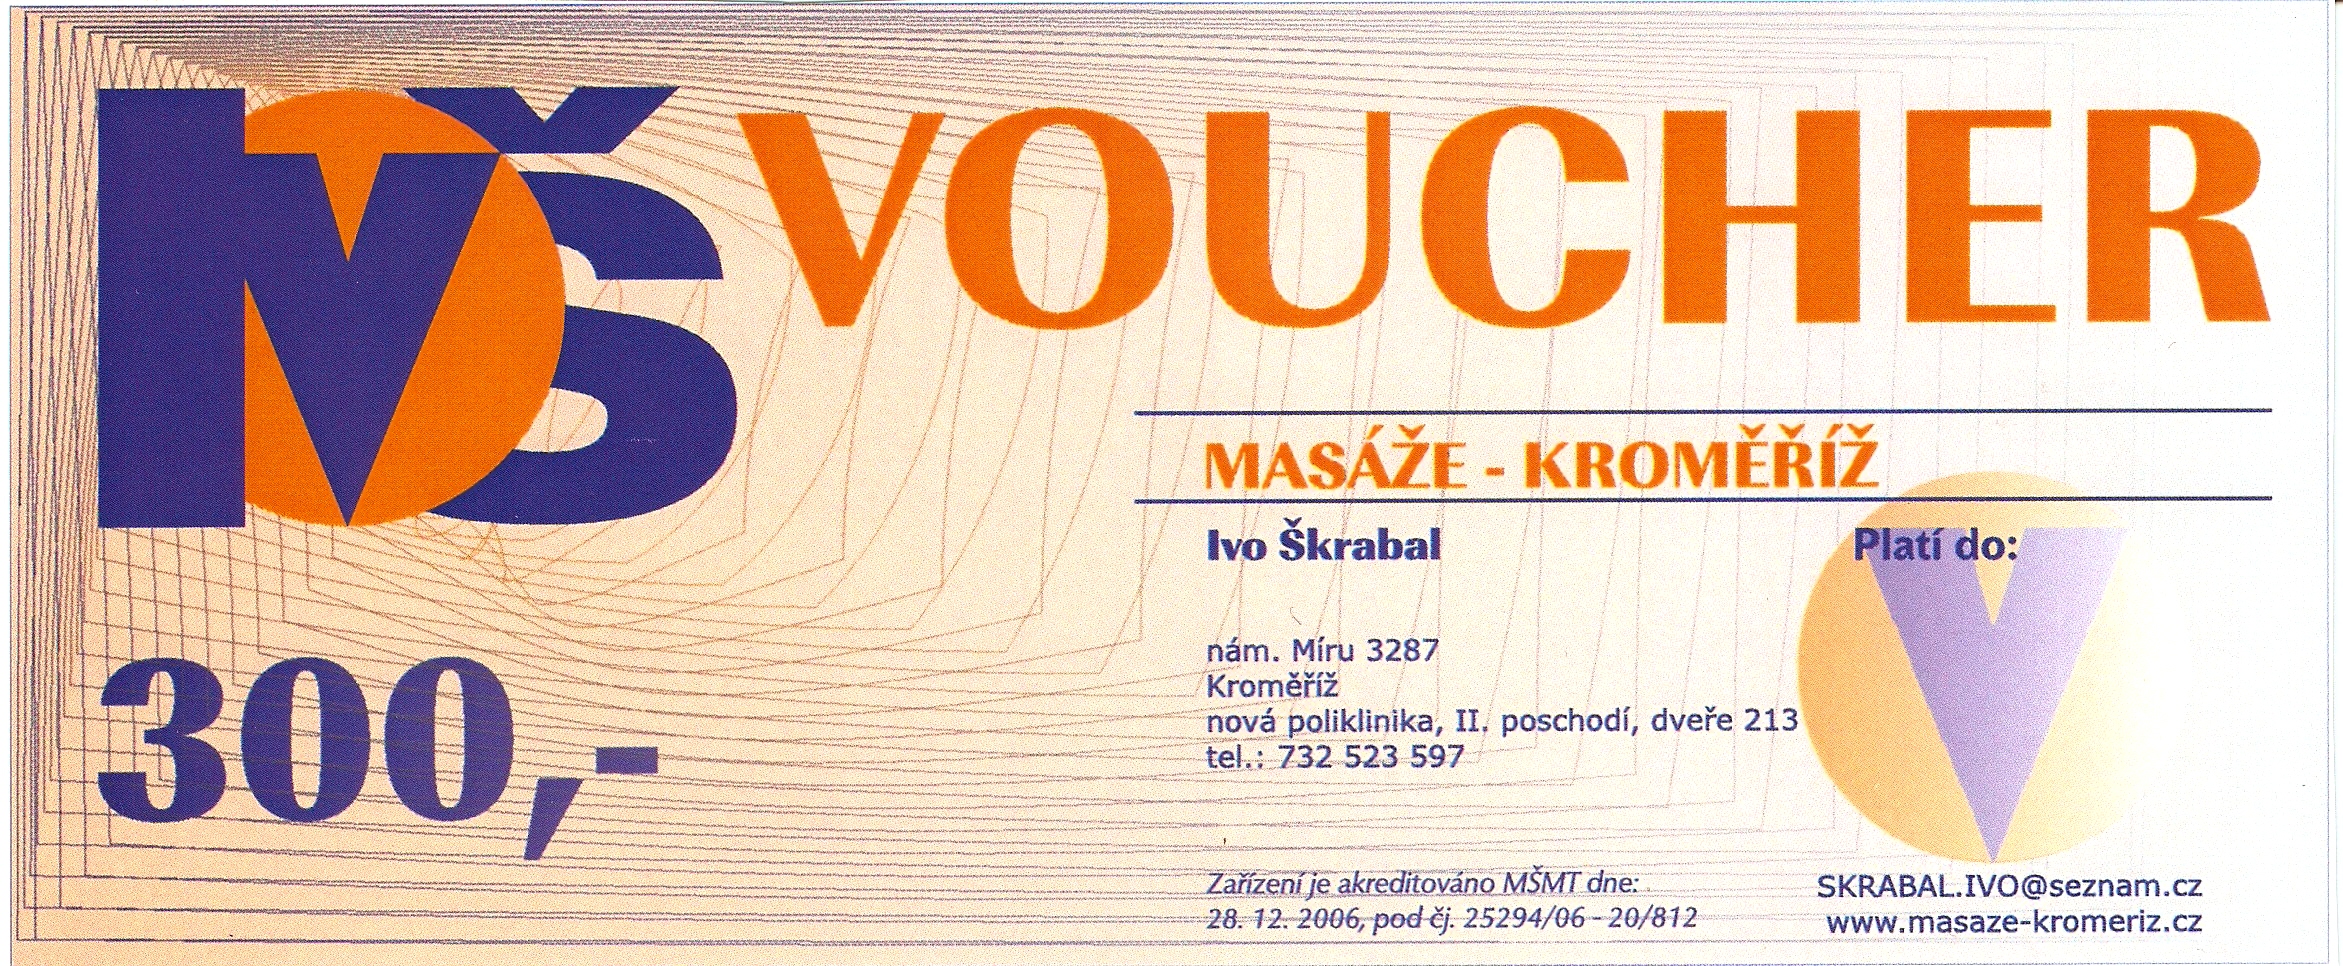 IVŠ VOUCHER
MASÁŽE - KROMĚŘÍŽ
Ivo Škrabal
Platí do:
nám. Míru 3287
Kroměříž
nová poliklinika, II. poschodí, dveře 213
tel.: 732 523 597
300,-
Zařízení je akreditováno MŠMT dne:
28. 12. 2006, pod čj. 25294/06 - 20/812
SKRABAL.IVO@seznam.cz
www.masaze-kromeriz.cz